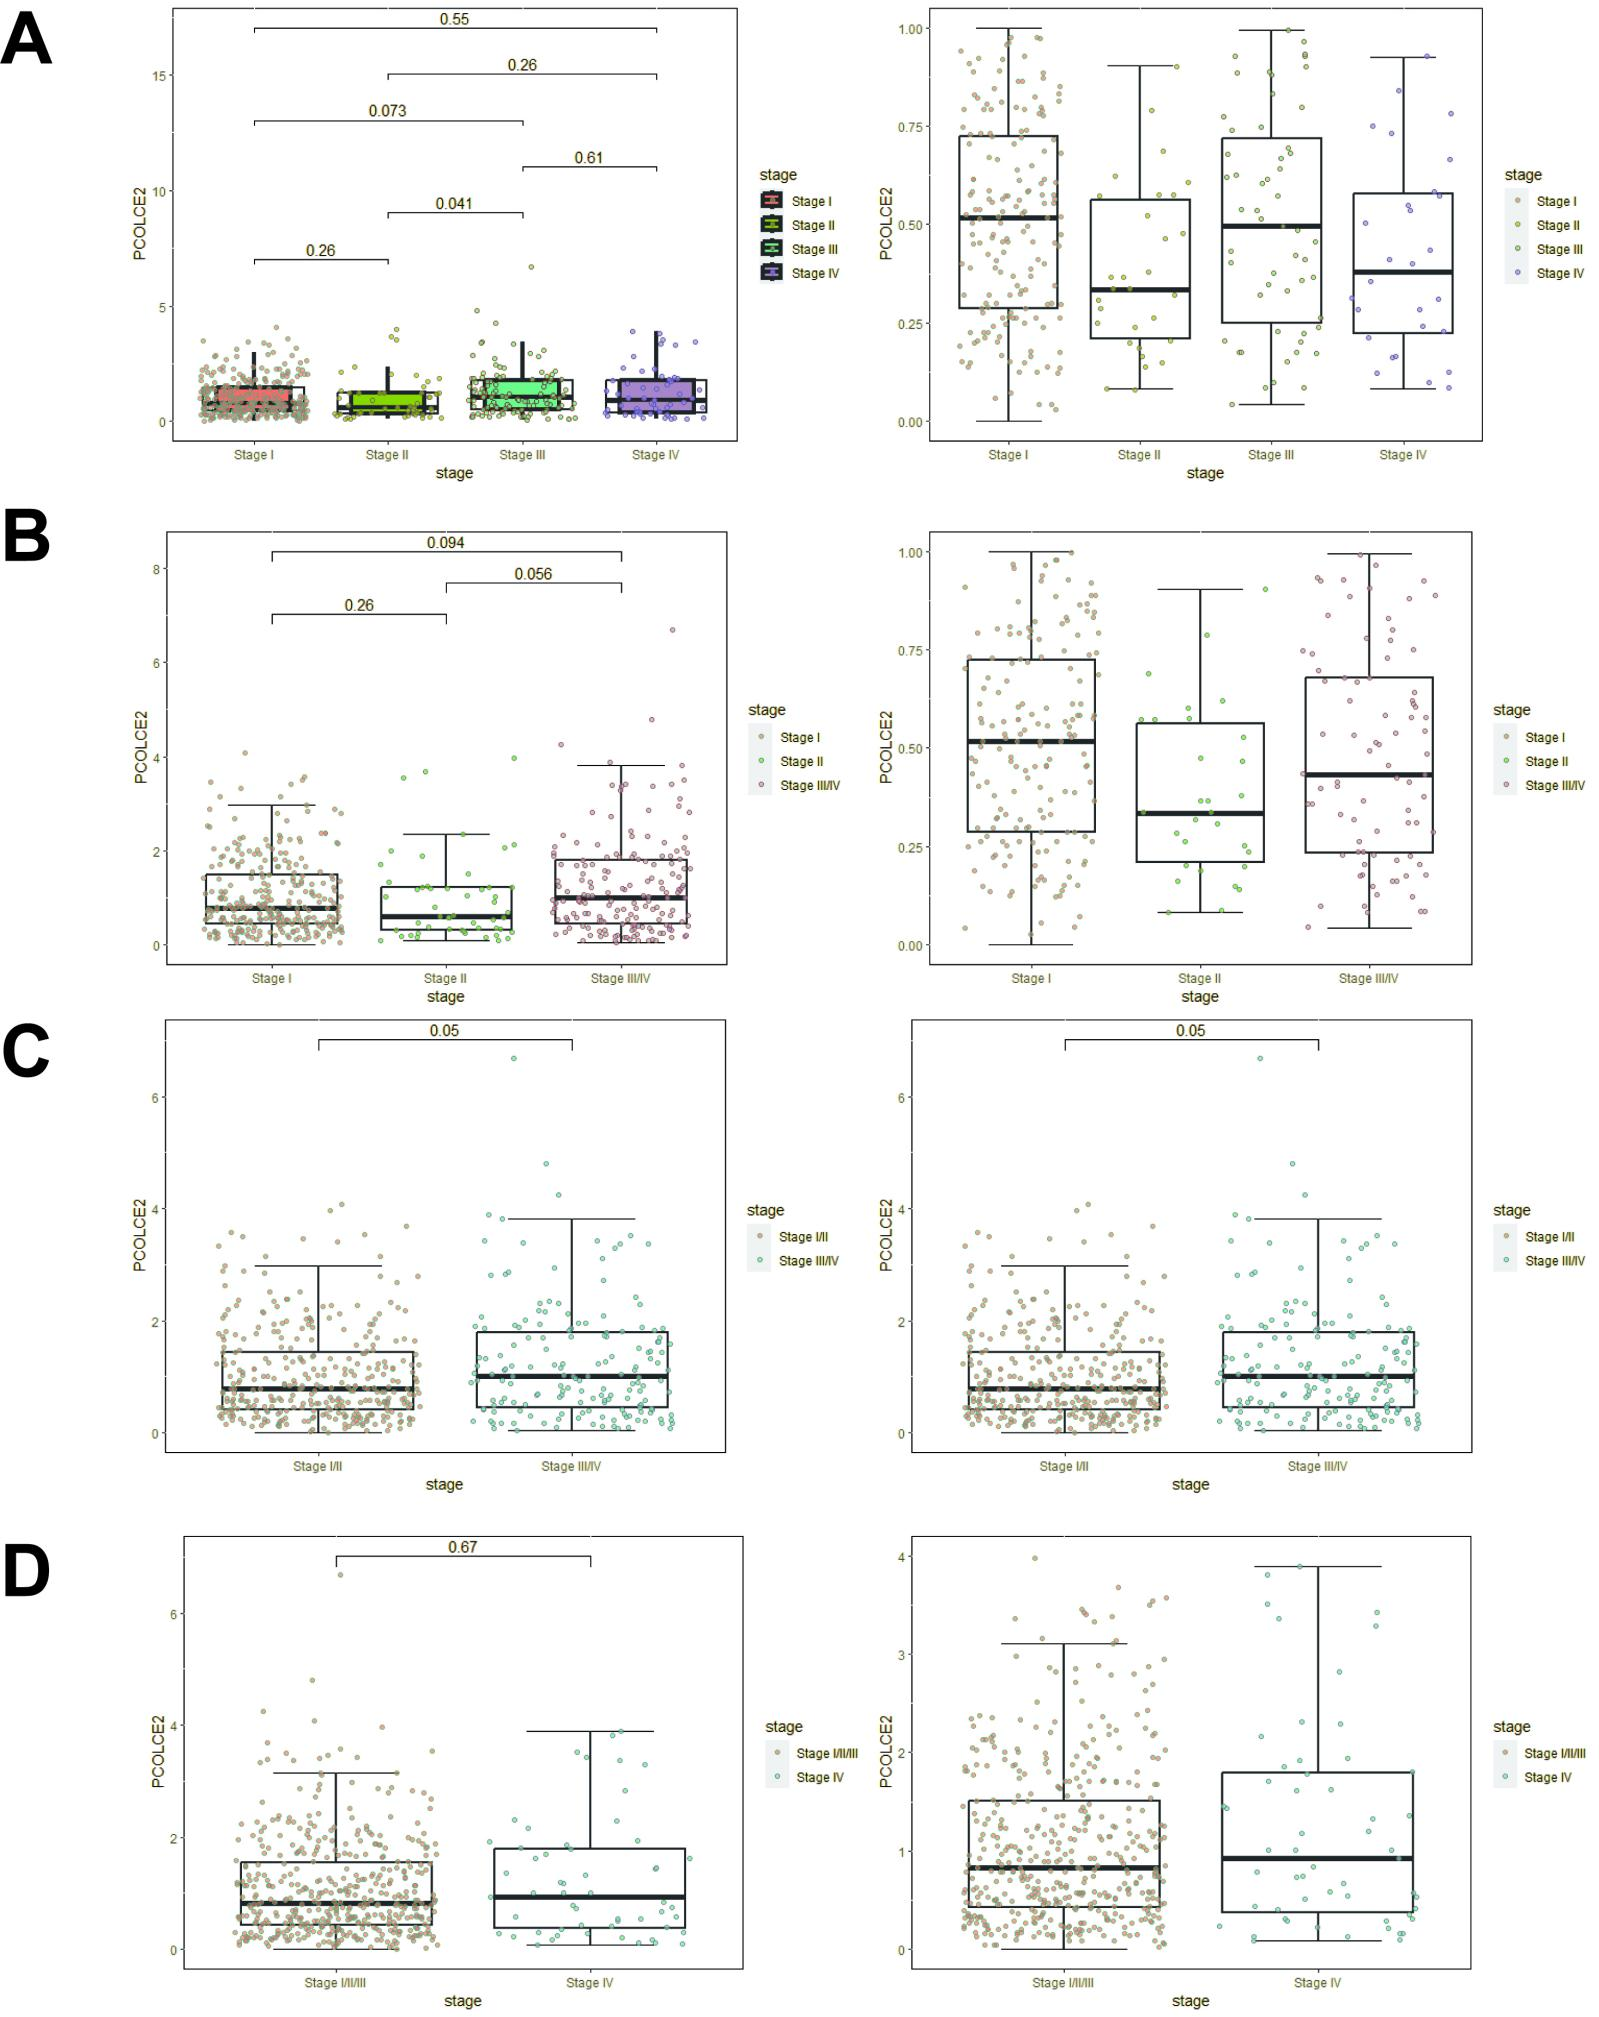 A
0.55
0.26
0.073
0.61
0.041
0.26
15
10
5
0
PCOLCE2
Stage I
Stage II
Stage III
Stage IV
stage
stage
Stage I
Stage II
Stage III
Stage IV
1.00
0.75
0.50
0.25
0.00
PCOLCE2
Stage I
Stage II
Stage III
Stage IV
stage
stage
Stage I
Stage II
Stage III
Stage IV
B
0.094
0.056
0.26
8
6
4
2
0
PCOLCE2
Stage I
Stage II
Stage III/IV
stage
stage
Stage I
Stage II
Stage III/IV
1.00
0.75
0.50
0.25
0.00
PCOLCE2
Stage I
Stage II
Stage III/IV
stage
stage
Stage I
Stage II
Stage III/IV
C
0.05
6
4
2
0
PCOLCE2
Stage I/II
Stage III/IV
stage
stage
Stage I/II
Stage III/IV
0.05
6
4
2
0
PCOLCE2
Stage I/II
Stage III/IV
stage
stage
Stage I/II
Stage III/IV
D
0.67
6
4
2
0
PCOLCE2
Stage I/II/III
Stage IV
stage
stage
Stage I/II/III
Stage IV
4
3
2
1
0
PCOLCE2
Stage I/II/III
Stage IV
stage
stage
Stage I/II/III
Stage IV